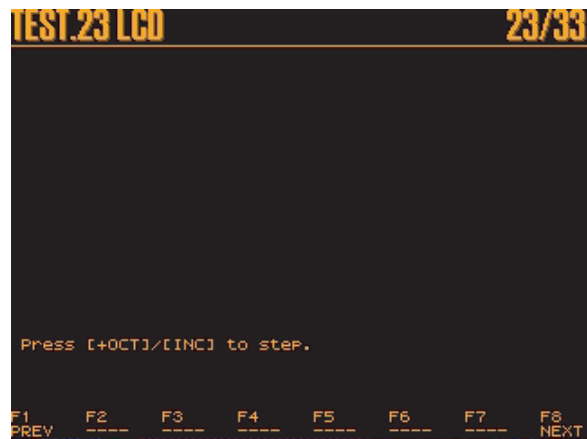 TEST.23 LCD 23/33
Press [+OCT]/[INC] to step.
F1 F2 F3 F4 F5 F6 F7 F8
PREV ---- ---- ---- ---- ---- ---- NEXT